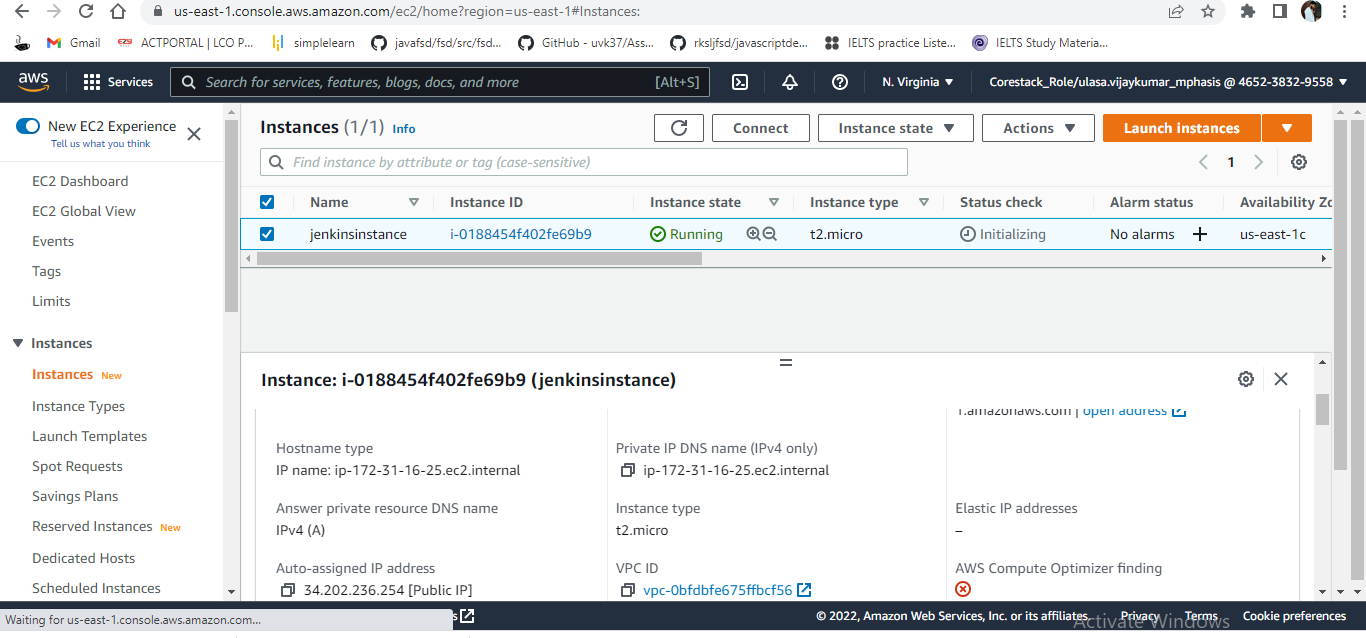 us-east-1.console.aws.amazon.com/ec2/home?region=us-east-1#Instances:
Gmail
ACTPORTAL | LCO P...
simplelearn
javafsd/fsd/src/fsd...
GitHub - uvk37/Ass...
rksljfsd/javascriptde...
IELTS practice Liste...
IELTS Study Materia...
aws
Services
Search for services, features, blogs, docs, and more
[Alt+S]
N. Virginia
Corestack_Role/ulasa.vijaykumar_mphasis @ 4652-3832-9558
New EC2 Experience
Tell us what you think
EC2 Dashboard
EC2 Global View
Events
Tags
Limits
Instances
Instances New
Instance Types
Launch Templates
Spot Requests
Savings Plans
Reserved Instances New
Dedicated Hosts
Scheduled Instances
Instances (1/1) Info
Connect
Instance state
Actions
Launch instances
Find instance by attribute or tag (case-sensitive)
1
Name
Instance ID
Instance state
Instance type
Status check
Alarm status
Availability Zo
jenkinsinstance
i-0188454f402fe69b9
Running
t2.micro
Initializing
No alarms
us-east-1c
Instance: i-0188454f402fe69b9 (jenkinsinstance)
1.amazonaws.com | open address
Hostname type
IP name: ip-172-31-16-25.ec2.internal
Private IP DNS name (IPv4 only)
ip-172-31-16-25.ec2.internal
Answer private resource DNS name
IPv4 (A)
Instance type
t2.micro
Elastic IP addresses
–
Auto-assigned IP address
34.202.236.254 [Public IP]
VPC ID
vpc-0bfdbfe675ffbcf56
AWS Compute Optimizer finding
Waiting for us-east-1.console.aws.amazon.com...
s
© 2022, Amazon Web Services, Inc. or its affiliates.
Privacy
Terms
Cookie preferences
Activate Windows